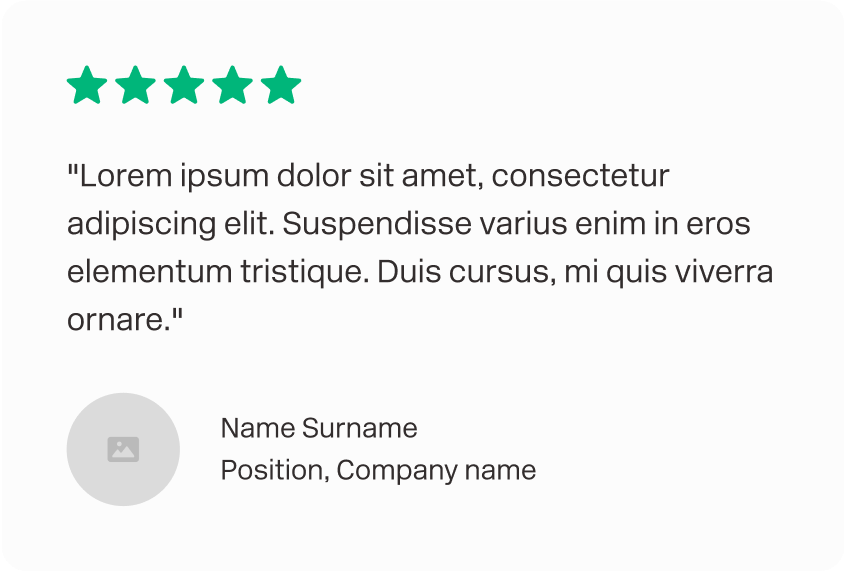 "Lorem ipsum dolor sit amet, consectetur
adipiscing elit. Suspendisse varius enim in eros
elementum tristique. Duis cursus, mi quis viverra
ornare."
Name Surname
Position, Company name